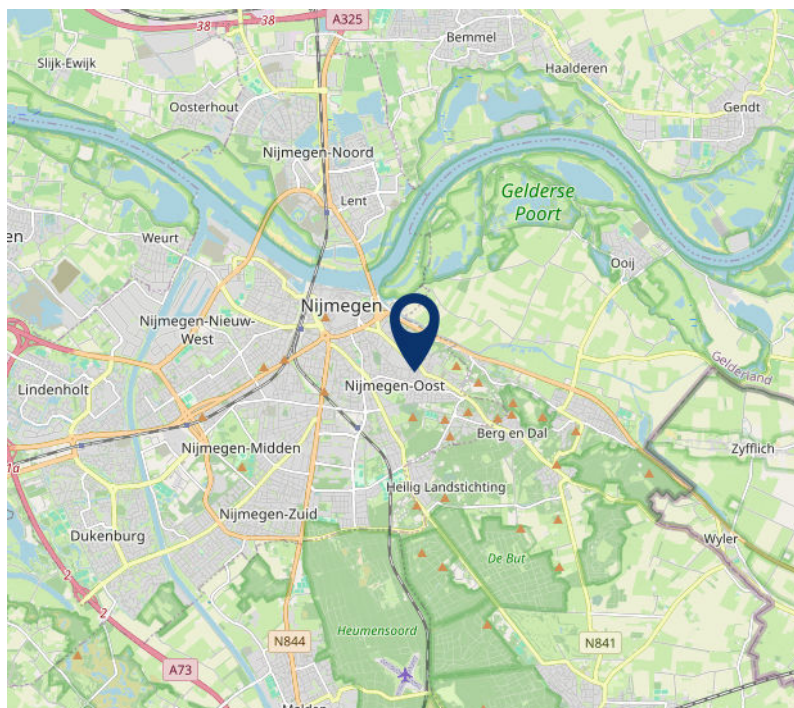 38
38
A325
Bemmel
Slijk-Ewijk
Haalderen
Oosterhout
Gendt
Nijmegen-Noord
Gelderse
Poort
Lent
Weurt
Ooij
Nijmegen
Nijmegen-Nieuw-
West
Gelderland
Lindenholt
Nijmegen-Oost
Berg en Dal
Nijmegen-Midden
Zyfflich
1a
Heilig Landstichting
Nijmegen-Zuid
Dukenburg
Wyler
De But
2
2
Heumensoord
N844
N841
A73